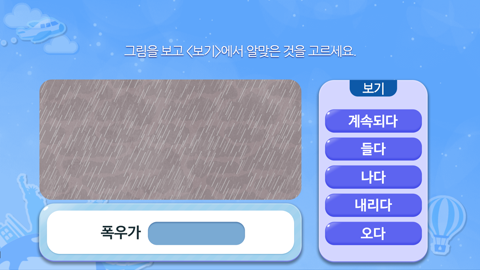 그림을 보고 <보기>에서 알맞은 것을 고르세요.
보기
계속되다
들다
나다
내리다
오다
폭우가